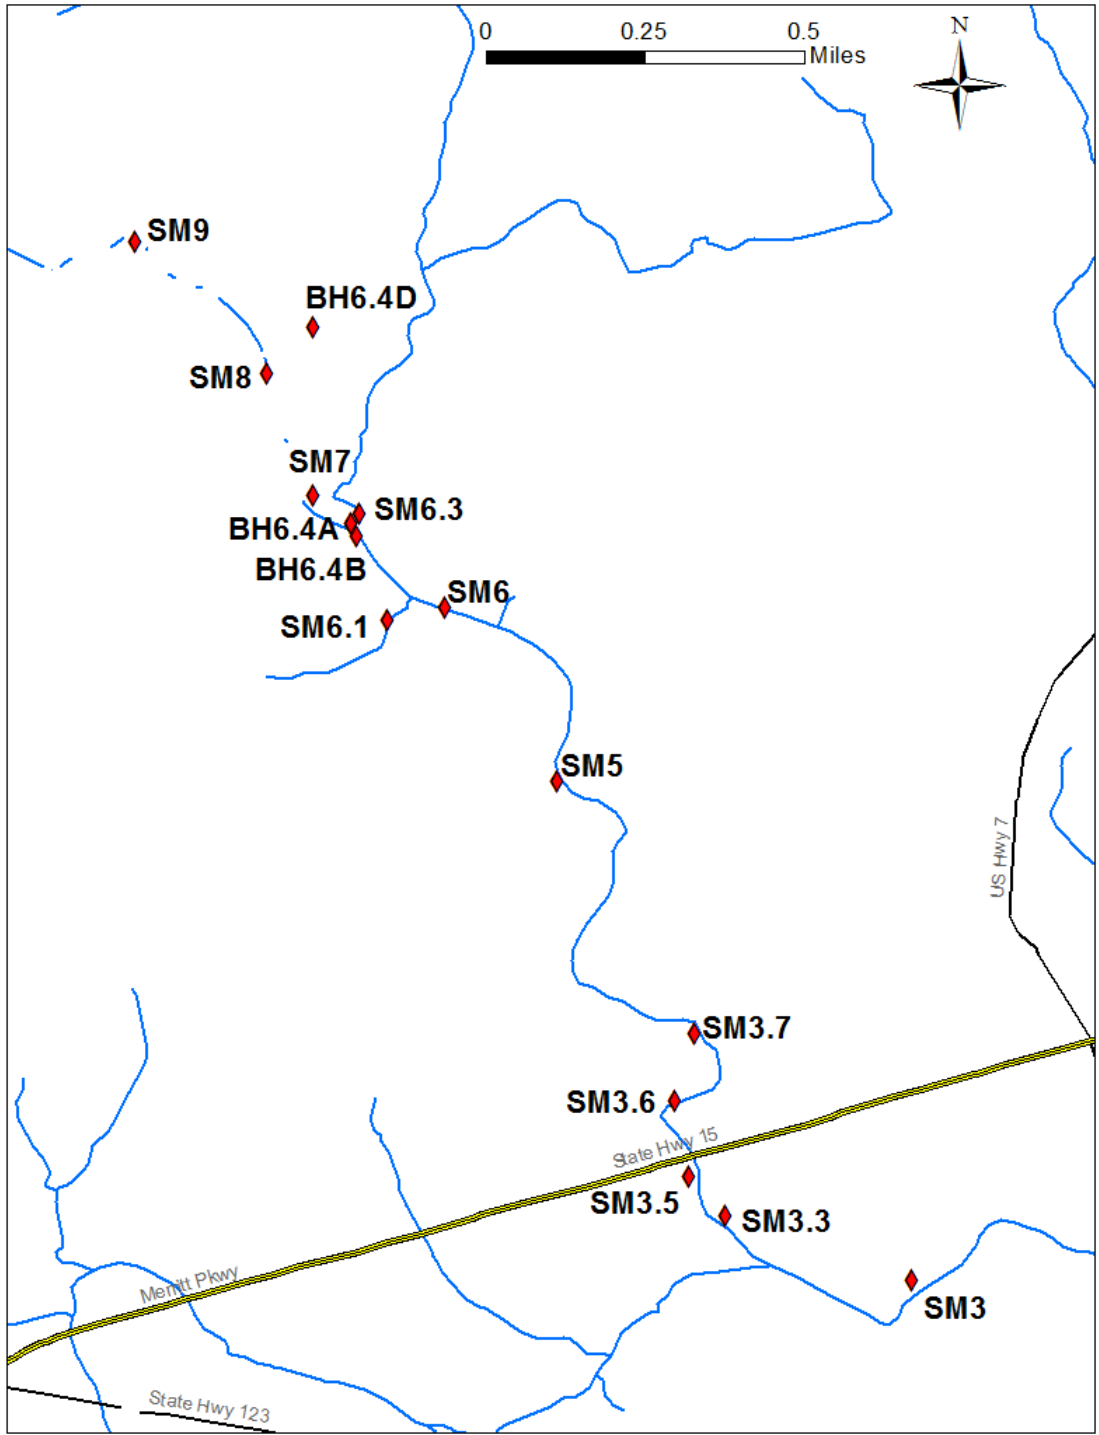 0 0.25 0.5
Miles
N
SM9
BH6.4D
SM8
SM7
SM6.3
BH6.4A
BH6.4B
SM6
SM6.1
SM5
US Hwy 7
SM3.7
SM3.6
State Hwy 15
SM3.5
SM3.3
Merritt Pkwy
SM3
State Hwy 123